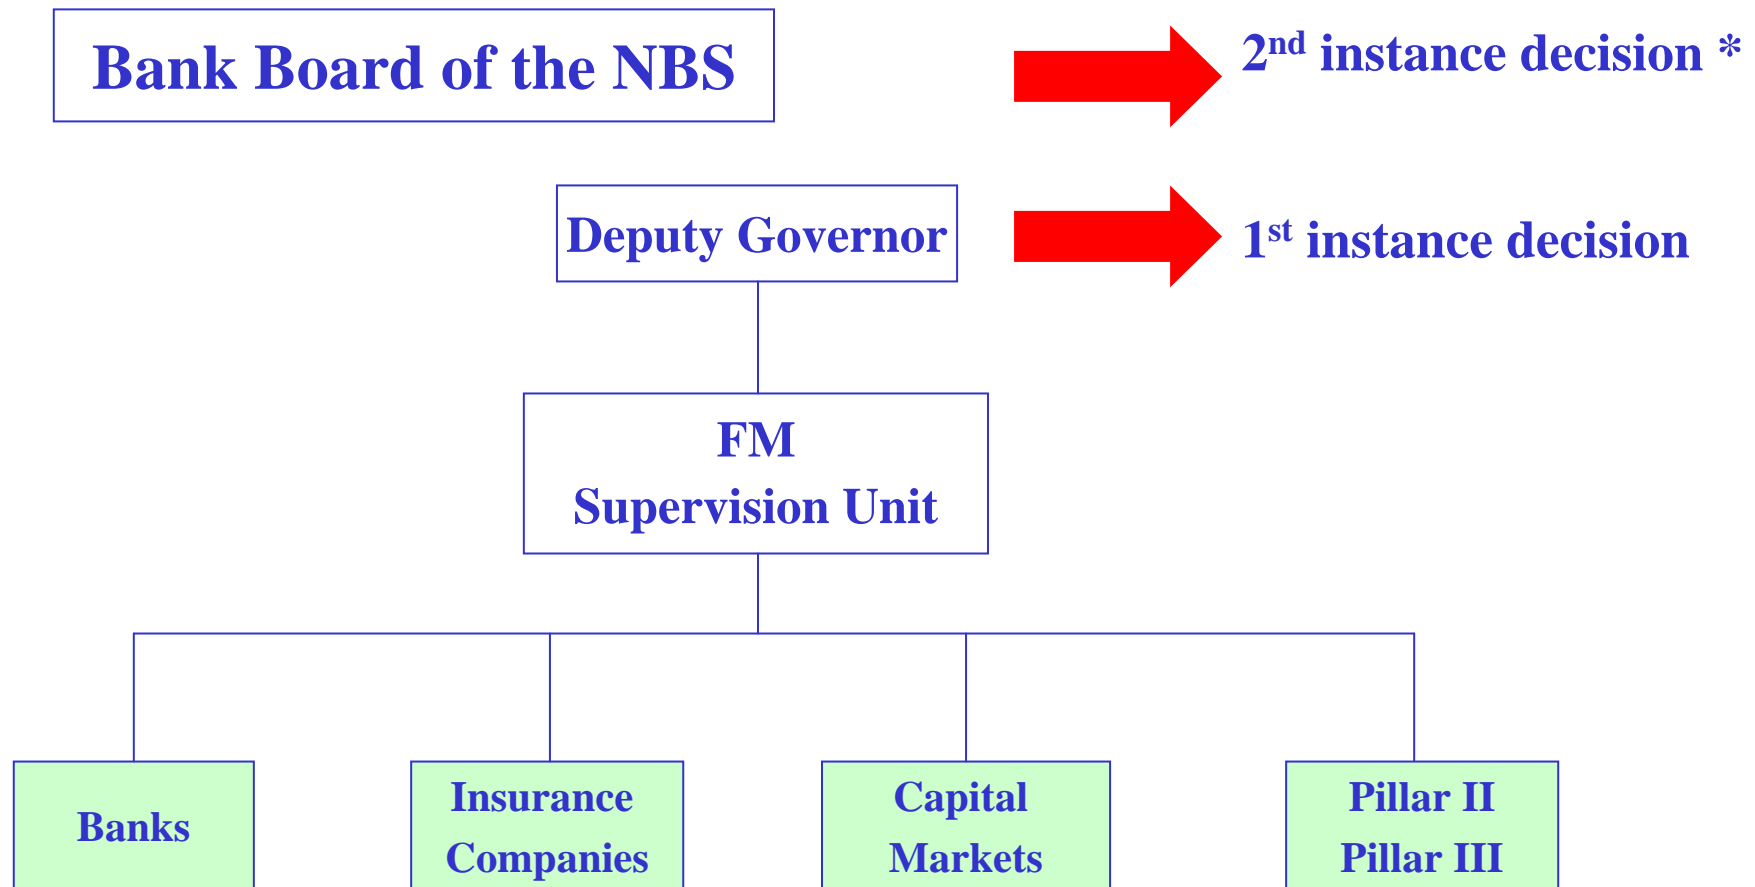 Bank Board of the NBS
2nd instance decision *
Deputy Governor
1st instance decision
FM
Supervision Unit
Banks
Insurance
Companies
Capital
Markets
Pillar II
Pillar III